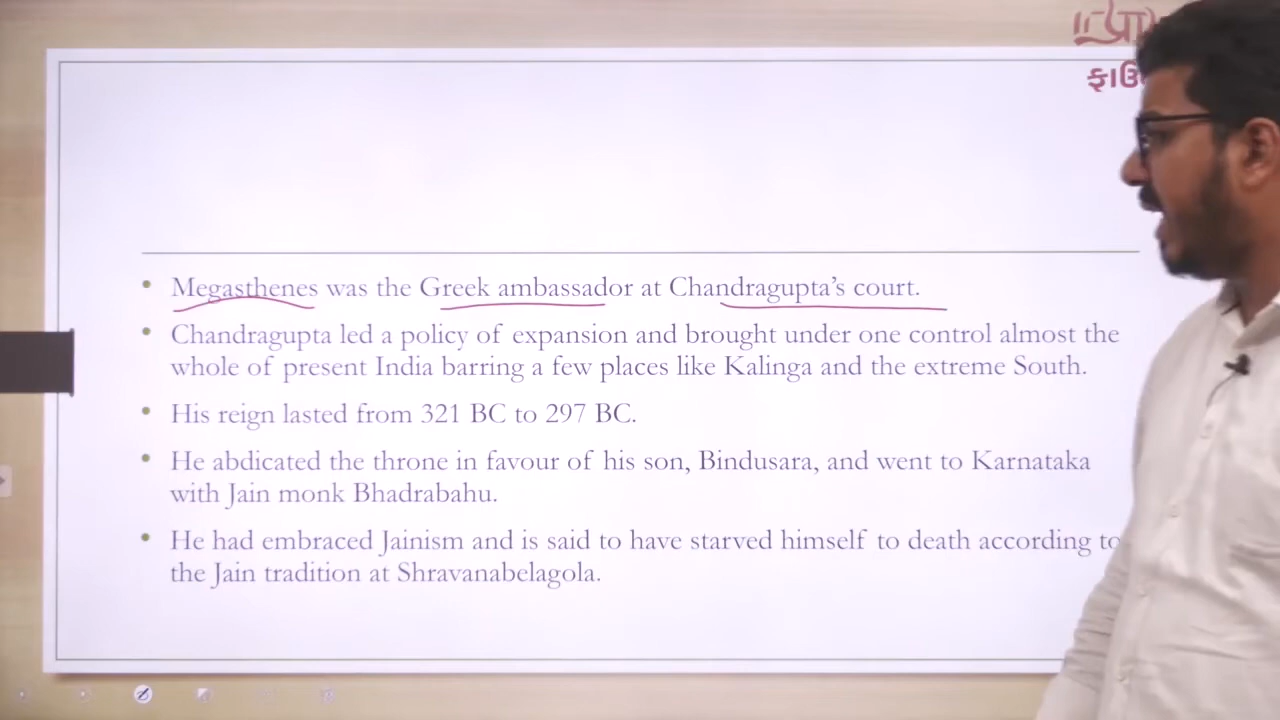 • Megasthenes was the Greek ambassador at Chandragupta's court.
• Chandragupta led a policy of expansion and brought under one control almost the
whole of present India barring a few places like Kalinga and the extreme South.
• His reign lasted from 321 BC to 297 BC.
• He abdicated the throne in favour of his son, Bindusara, and went to Karnataka
with Jain monk Bhadrabahu.
• He had embraced Jainism and is said to have starved himself to death according to
the Jain tradition at Shravanabelagola.